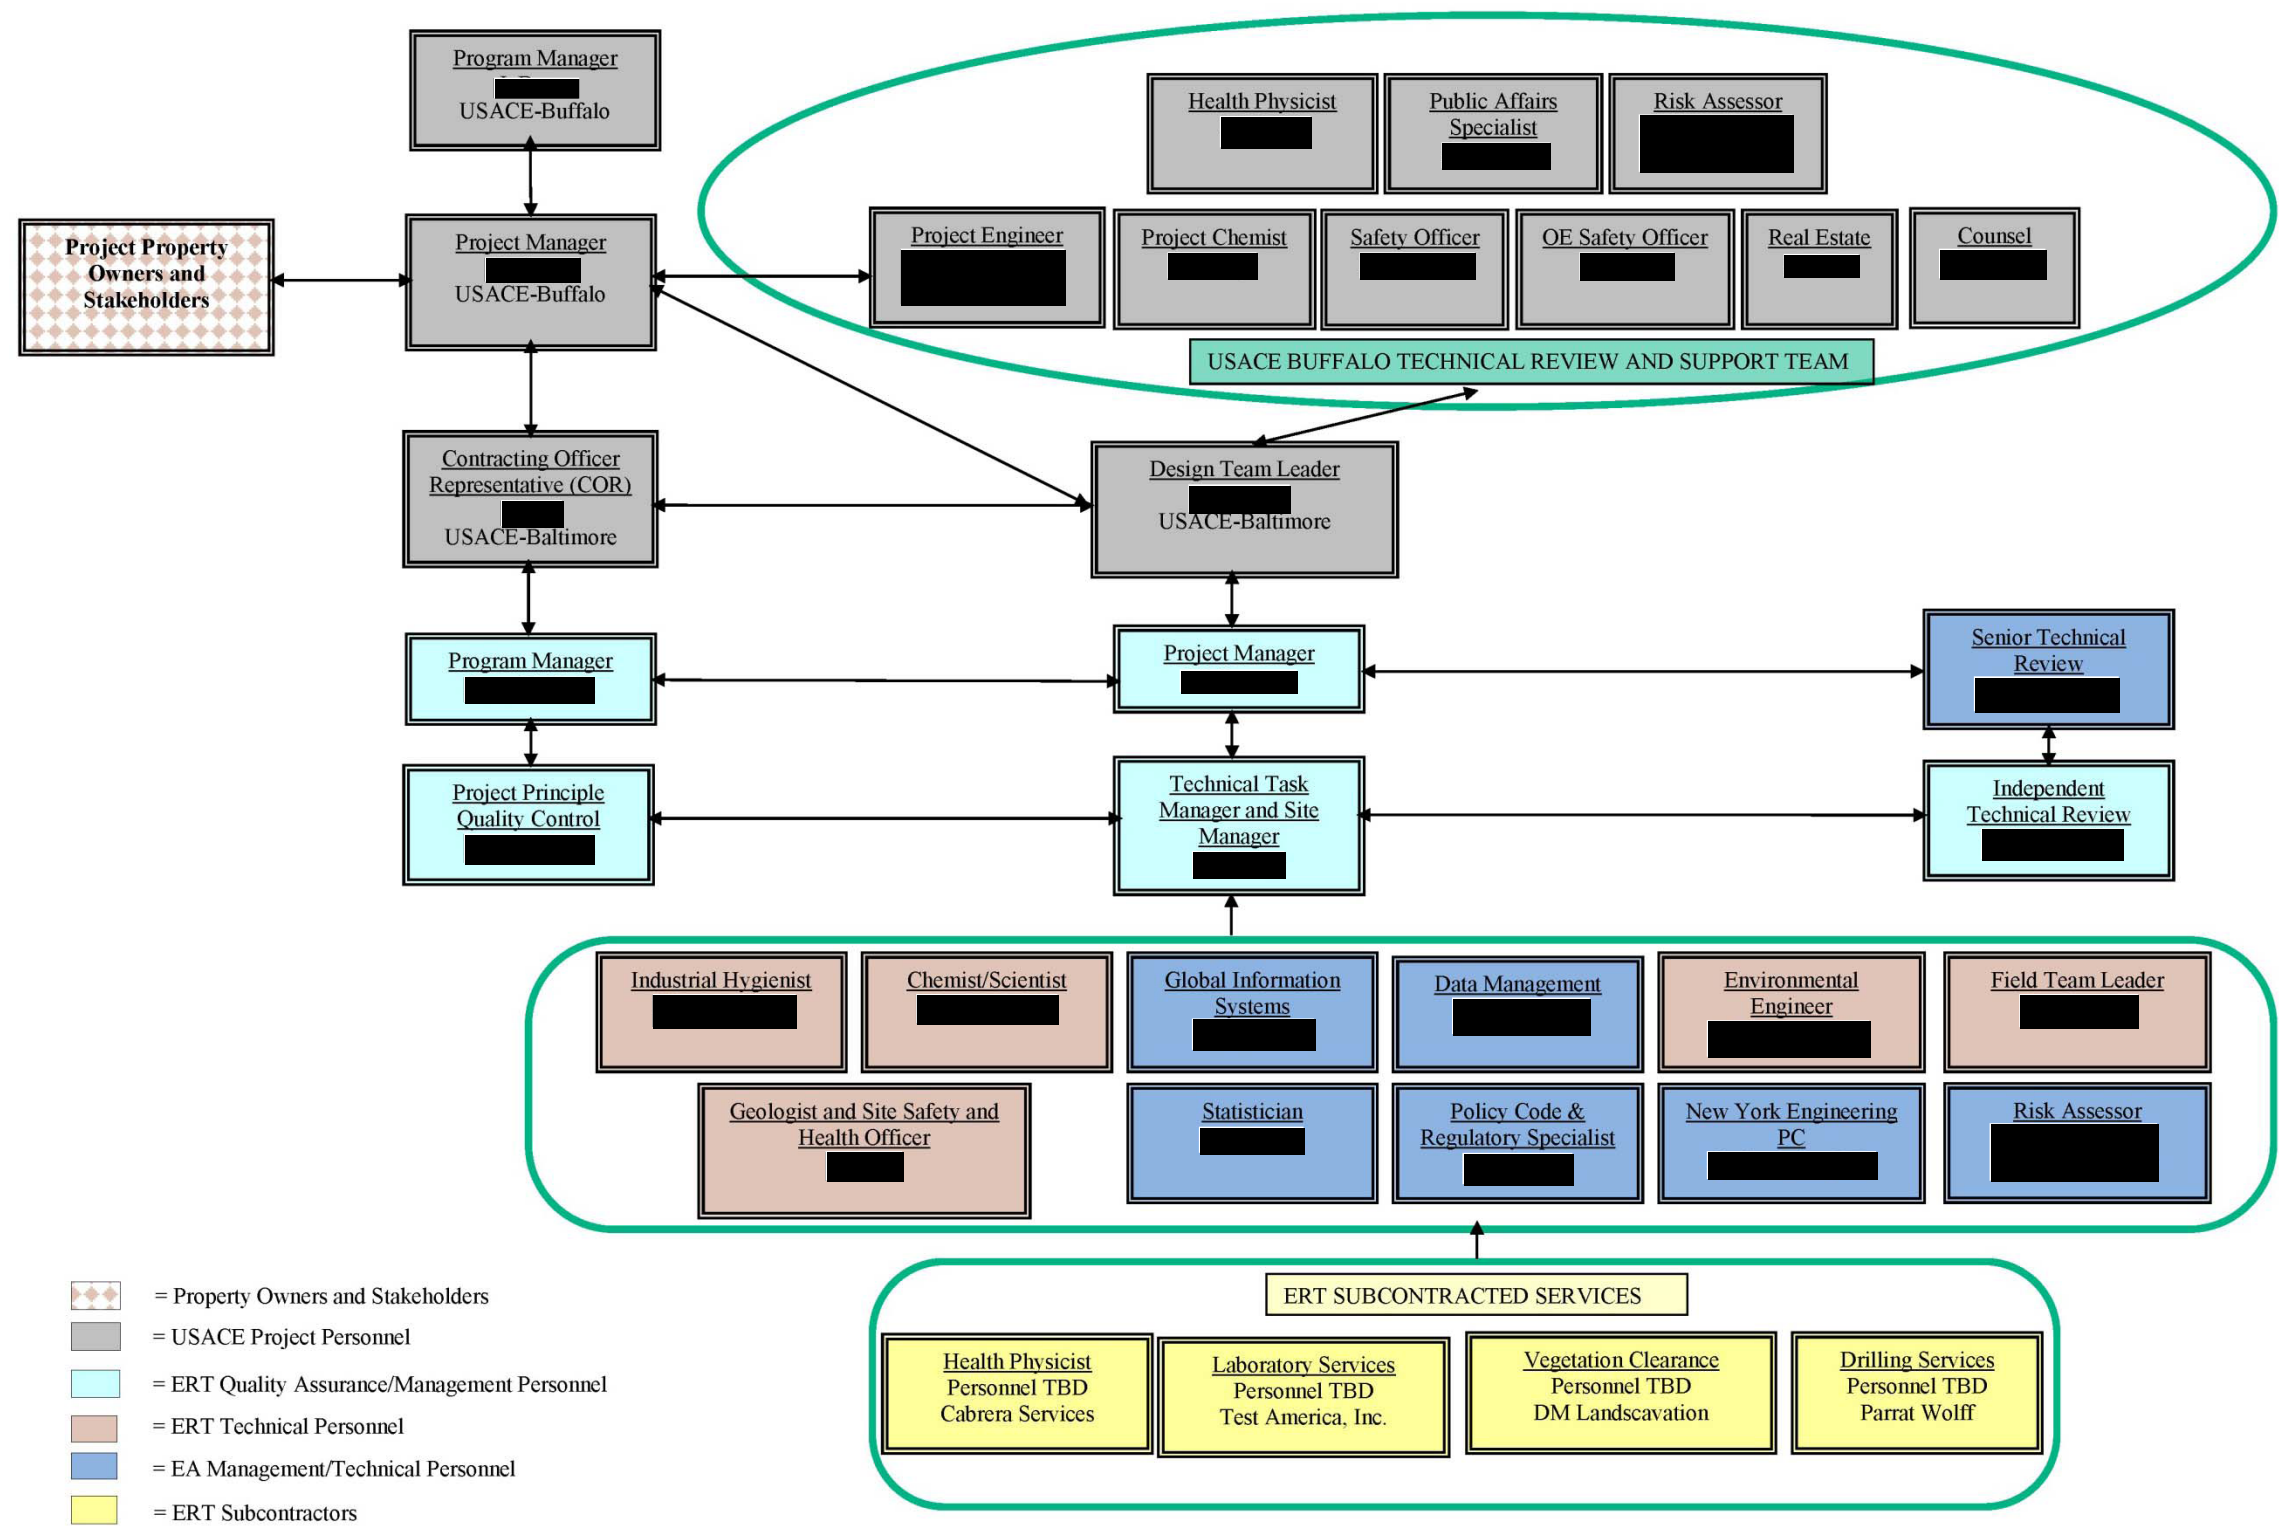 Program Manager
USACE-Buffalo
Health Physicist
Public Affairs
Specialist
Risk Assessor
Project Property
Owners and
Stakeholders
Project Manager
USACE-Buffalo
Project Engineer
Project Chemist
Safety Officer
OE Safety Officer
Real Estate
Counsel
USACE BUFFALO TECHNICAL REVIEW AND SUPPORT TEAM
Contracting Officer
Representative (COR)
USACE-Baltimore
Design Team Leader
USACE-Baltimore
Program Manager
Project Manager
Senior Technical
Review
Project Principle
Quality Control
Technical Task
Manager and Site
Manager
Independent
Technical Review
Industrial Hygienist
Chemist/Scientist
Global Information
Systems
Data Management
Environmental
Engineer
Field Team Leader
Geologist and Site Safety and
Health Officer
Statistician
Policy Code &
Regulatory Specialist
New York Engineering
PC
Risk Assessor
ERT SUBCONTRACTED SERVICES
Health Physicist
Personnel TBD
Cabrera Services
Laboratory Services
Personnel TBD
Test America, Inc.
Vegetation Clearance
Personnel TBD
DM Landscavation
Drilling Services
Personnel TBD
Parrat Wolff
= Property Owners and Stakeholders
= USACE Project Personnel
= ERT Quality Assurance/Management Personnel
= ERT Technical Personnel
= EA Management/Technical Personnel
= ERT Subcontractors